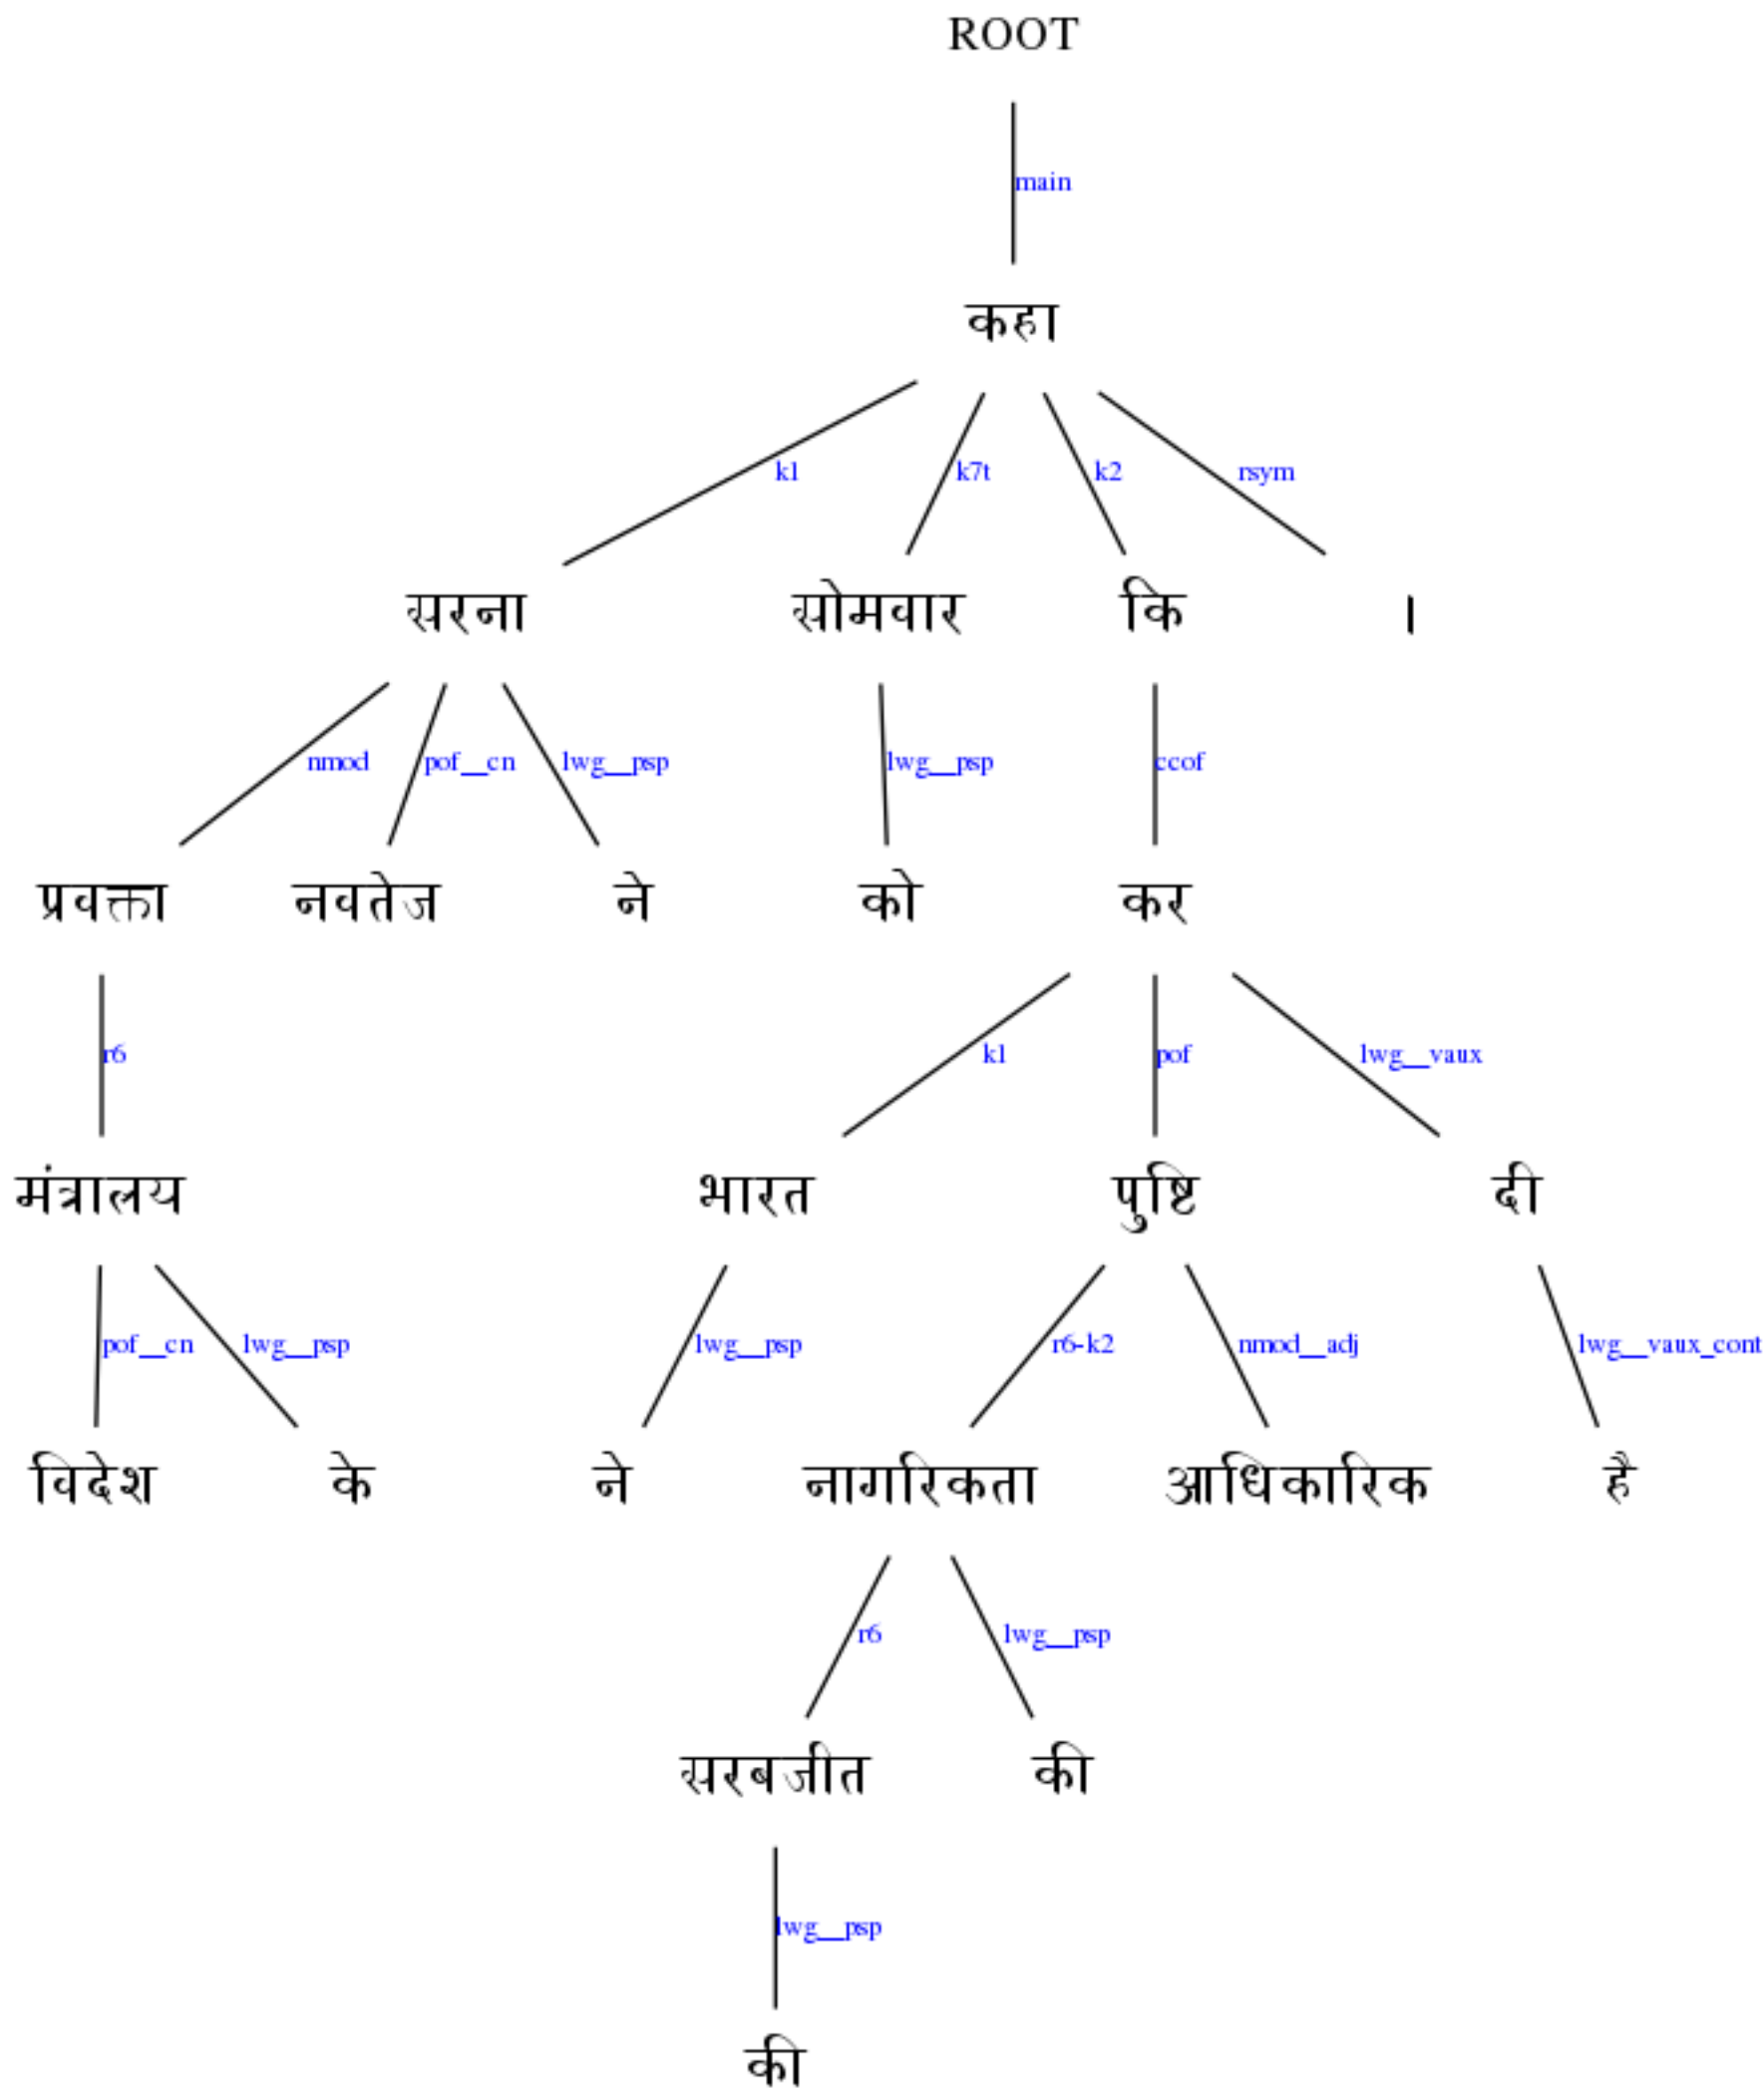 ROOT
main
कहा
k1 k7t k2 rsym
सरना सोमवार कि ।
nmod pof__cn lwg__psp lwg__psp ccof
प्रवक्ता नवतेज ने को कर
r6 k1 pof lwg__vaux
मंत्रालय भारत पुष्टि दी
pof__cn lwg__psp lwg__psp r6-k2 nmod__adj lwg__vaux_cont
विदेश के ने नागरिकता आधिकारिक है
r6 lwg__psp
सरबजीत की
lwg__psp
की